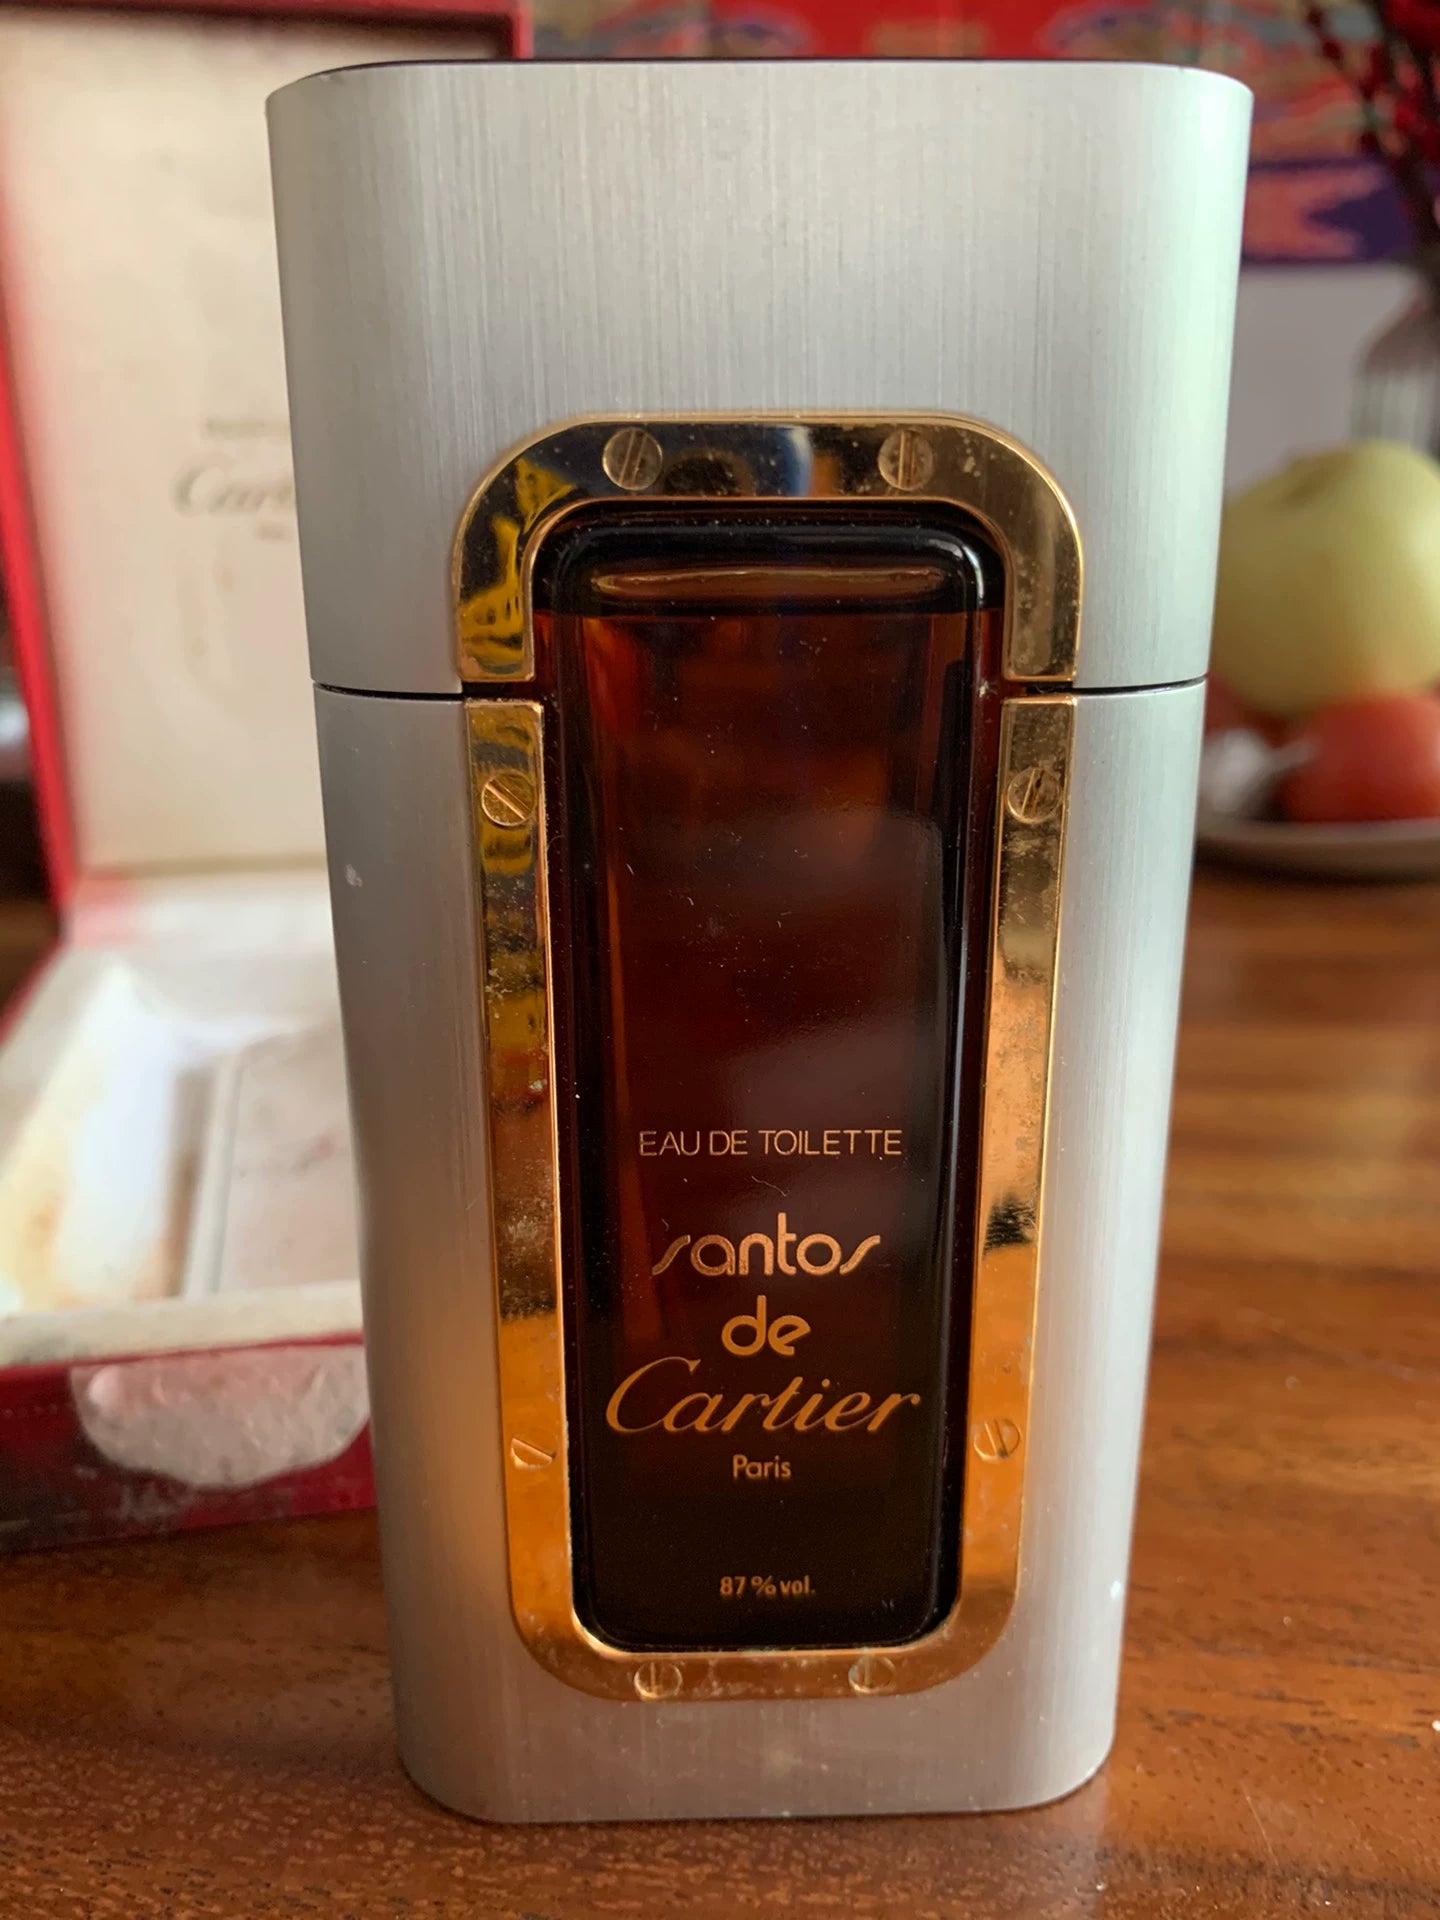 EAU DE TOILETTE
santos
de
Cartier
Paris
87 % vol.